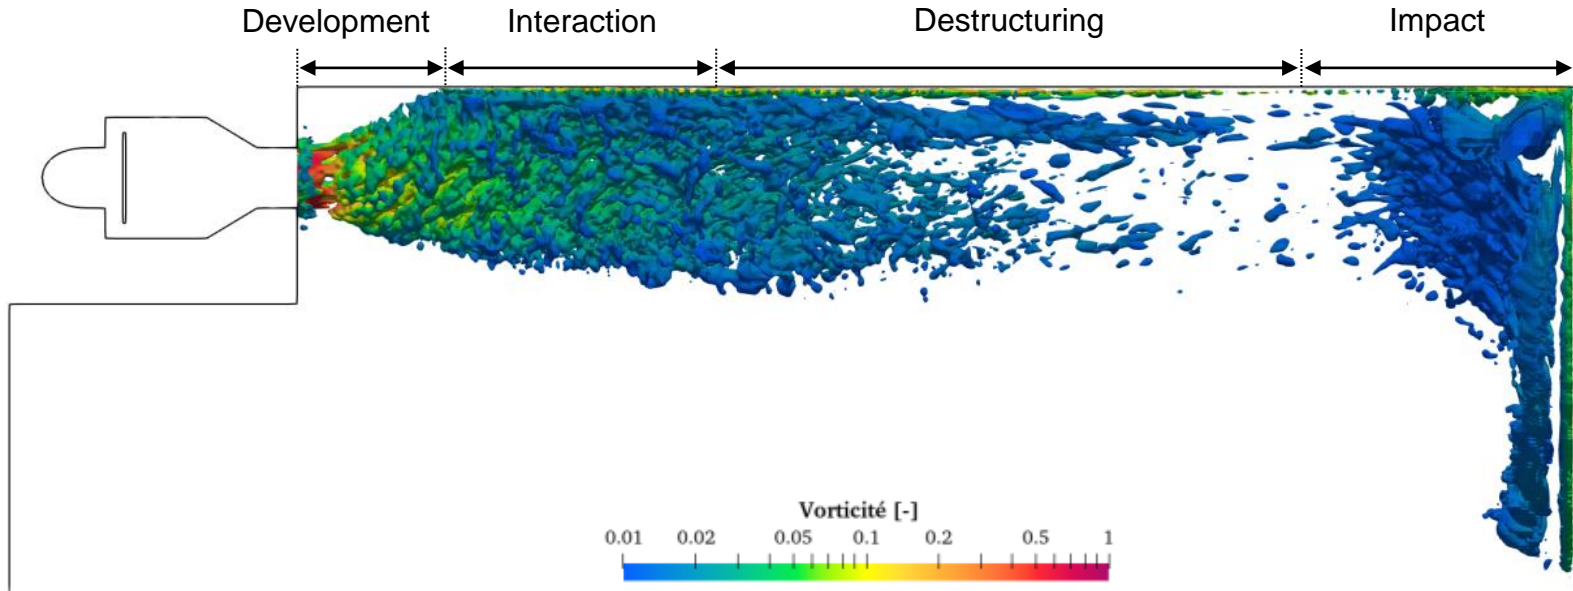 Development Interaction Destructuring Impact
Vorticité [-]
0.01 0.02 0.05 0.1 0.2 0.5 1